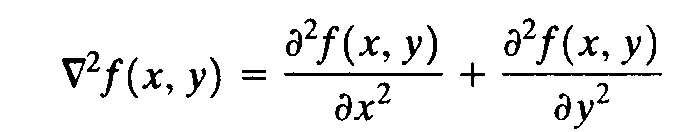 ∇²f(x, y) = ∂²f(x, y)/∂x² + ∂²f(x, y)/∂y²